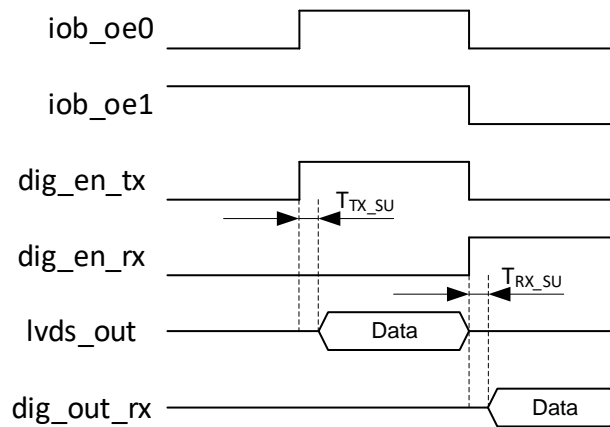 iob_oe0
iob_oe1
dig_en_tx
TTX_SU
dig_en_rx
TRX_SU
lvds_out
Data
dig_out_rx
Data